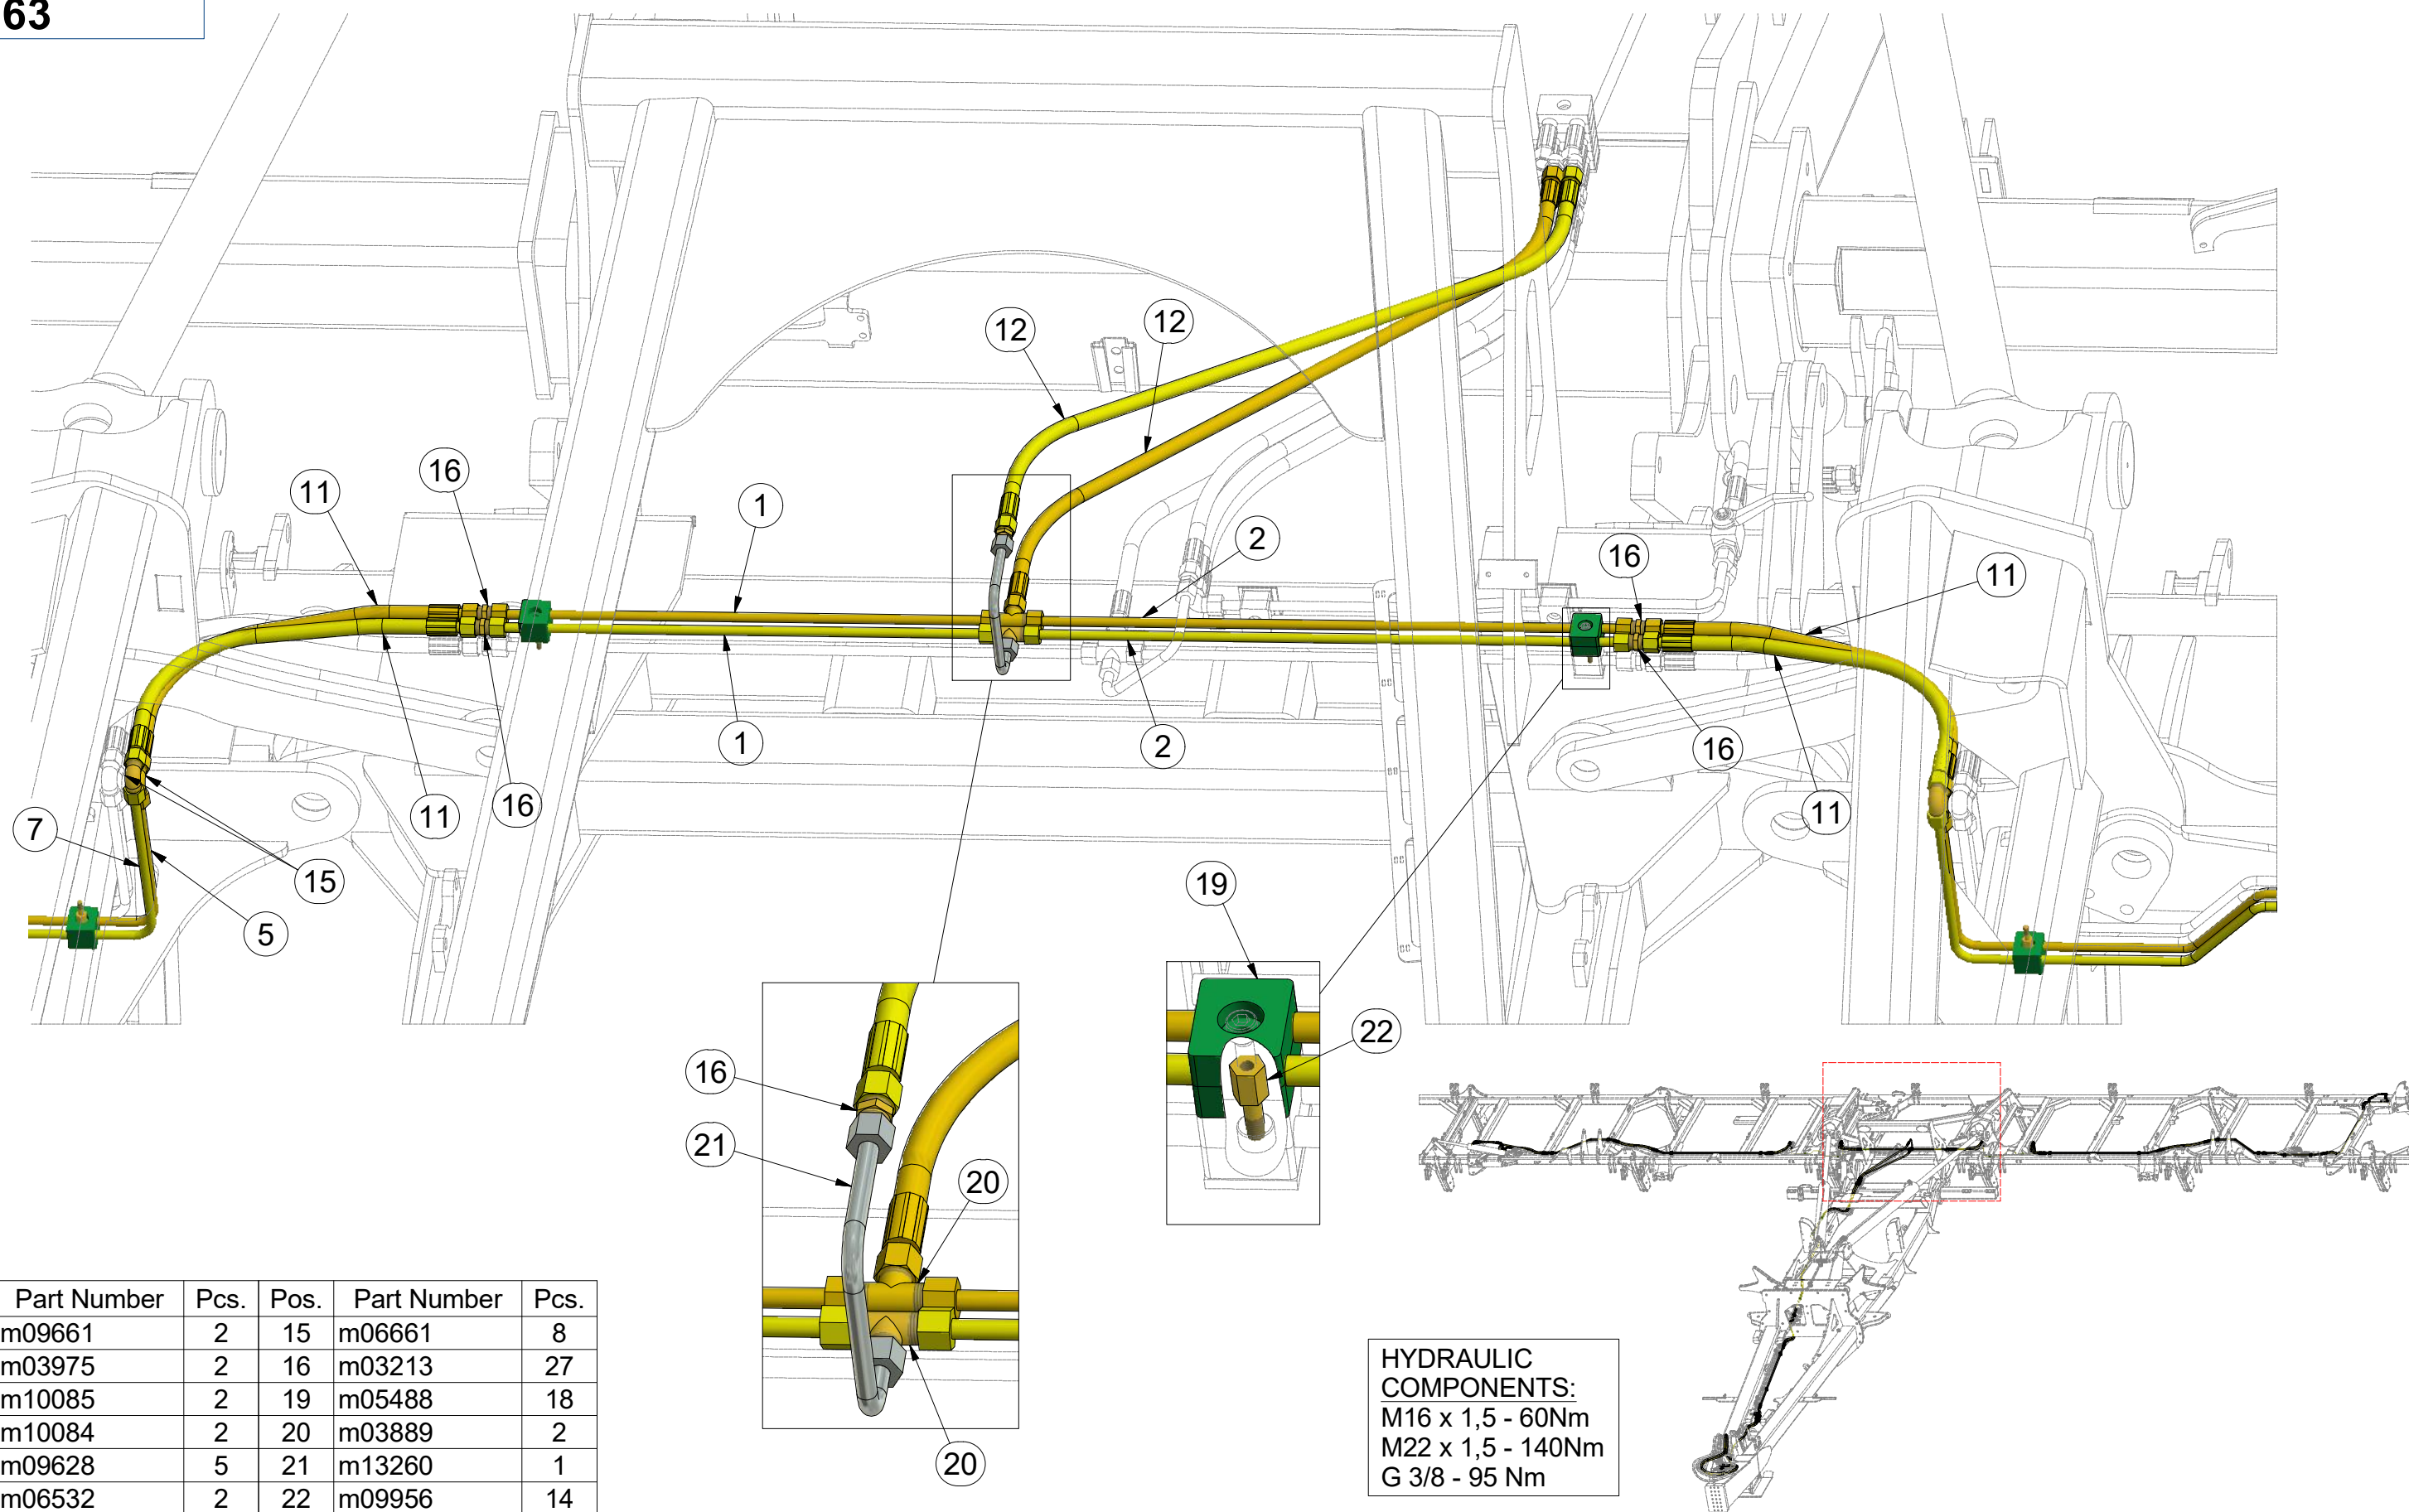 63
12
12
16
11
1
2
16
11
1
2
16
11
16
11
7
15
5
19
22
16
21
20
20
Part Number Pcs. Pos. Part Number Pcs.
m09661 2 15 m06661 8
m03975 2 16 m03213 27
m10085 2 19 m05488 18
m10084 2 20 m03889 2
m09628 5 21 m13260 1
m06532 2 22 m09956 14
HYDRAULIC
COMPONENTS:
M16 x 1,5 - 60Nm
M22 x 1,5 - 140Nm
G 3/8 - 95 Nm